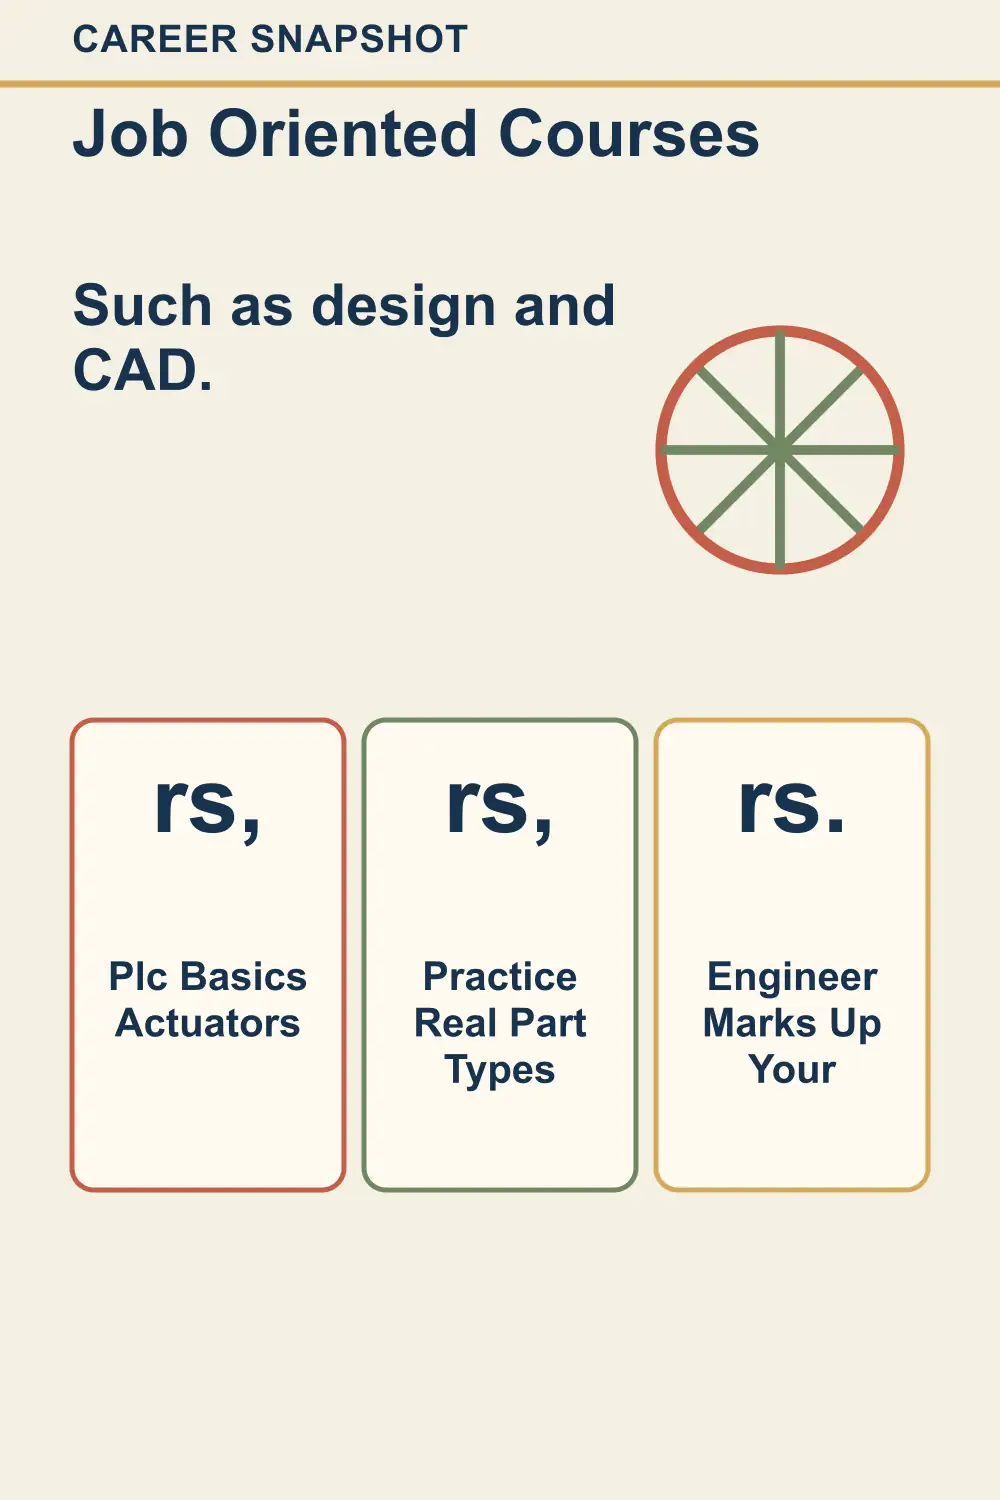 CAREER SNAPSHOT
Job Oriented Courses
Such as design and
CAD.
rs,
Plc Basics
Actuators
rs,
Practice
Real Part
Types
rs.
Engineer
Marks Up
Your